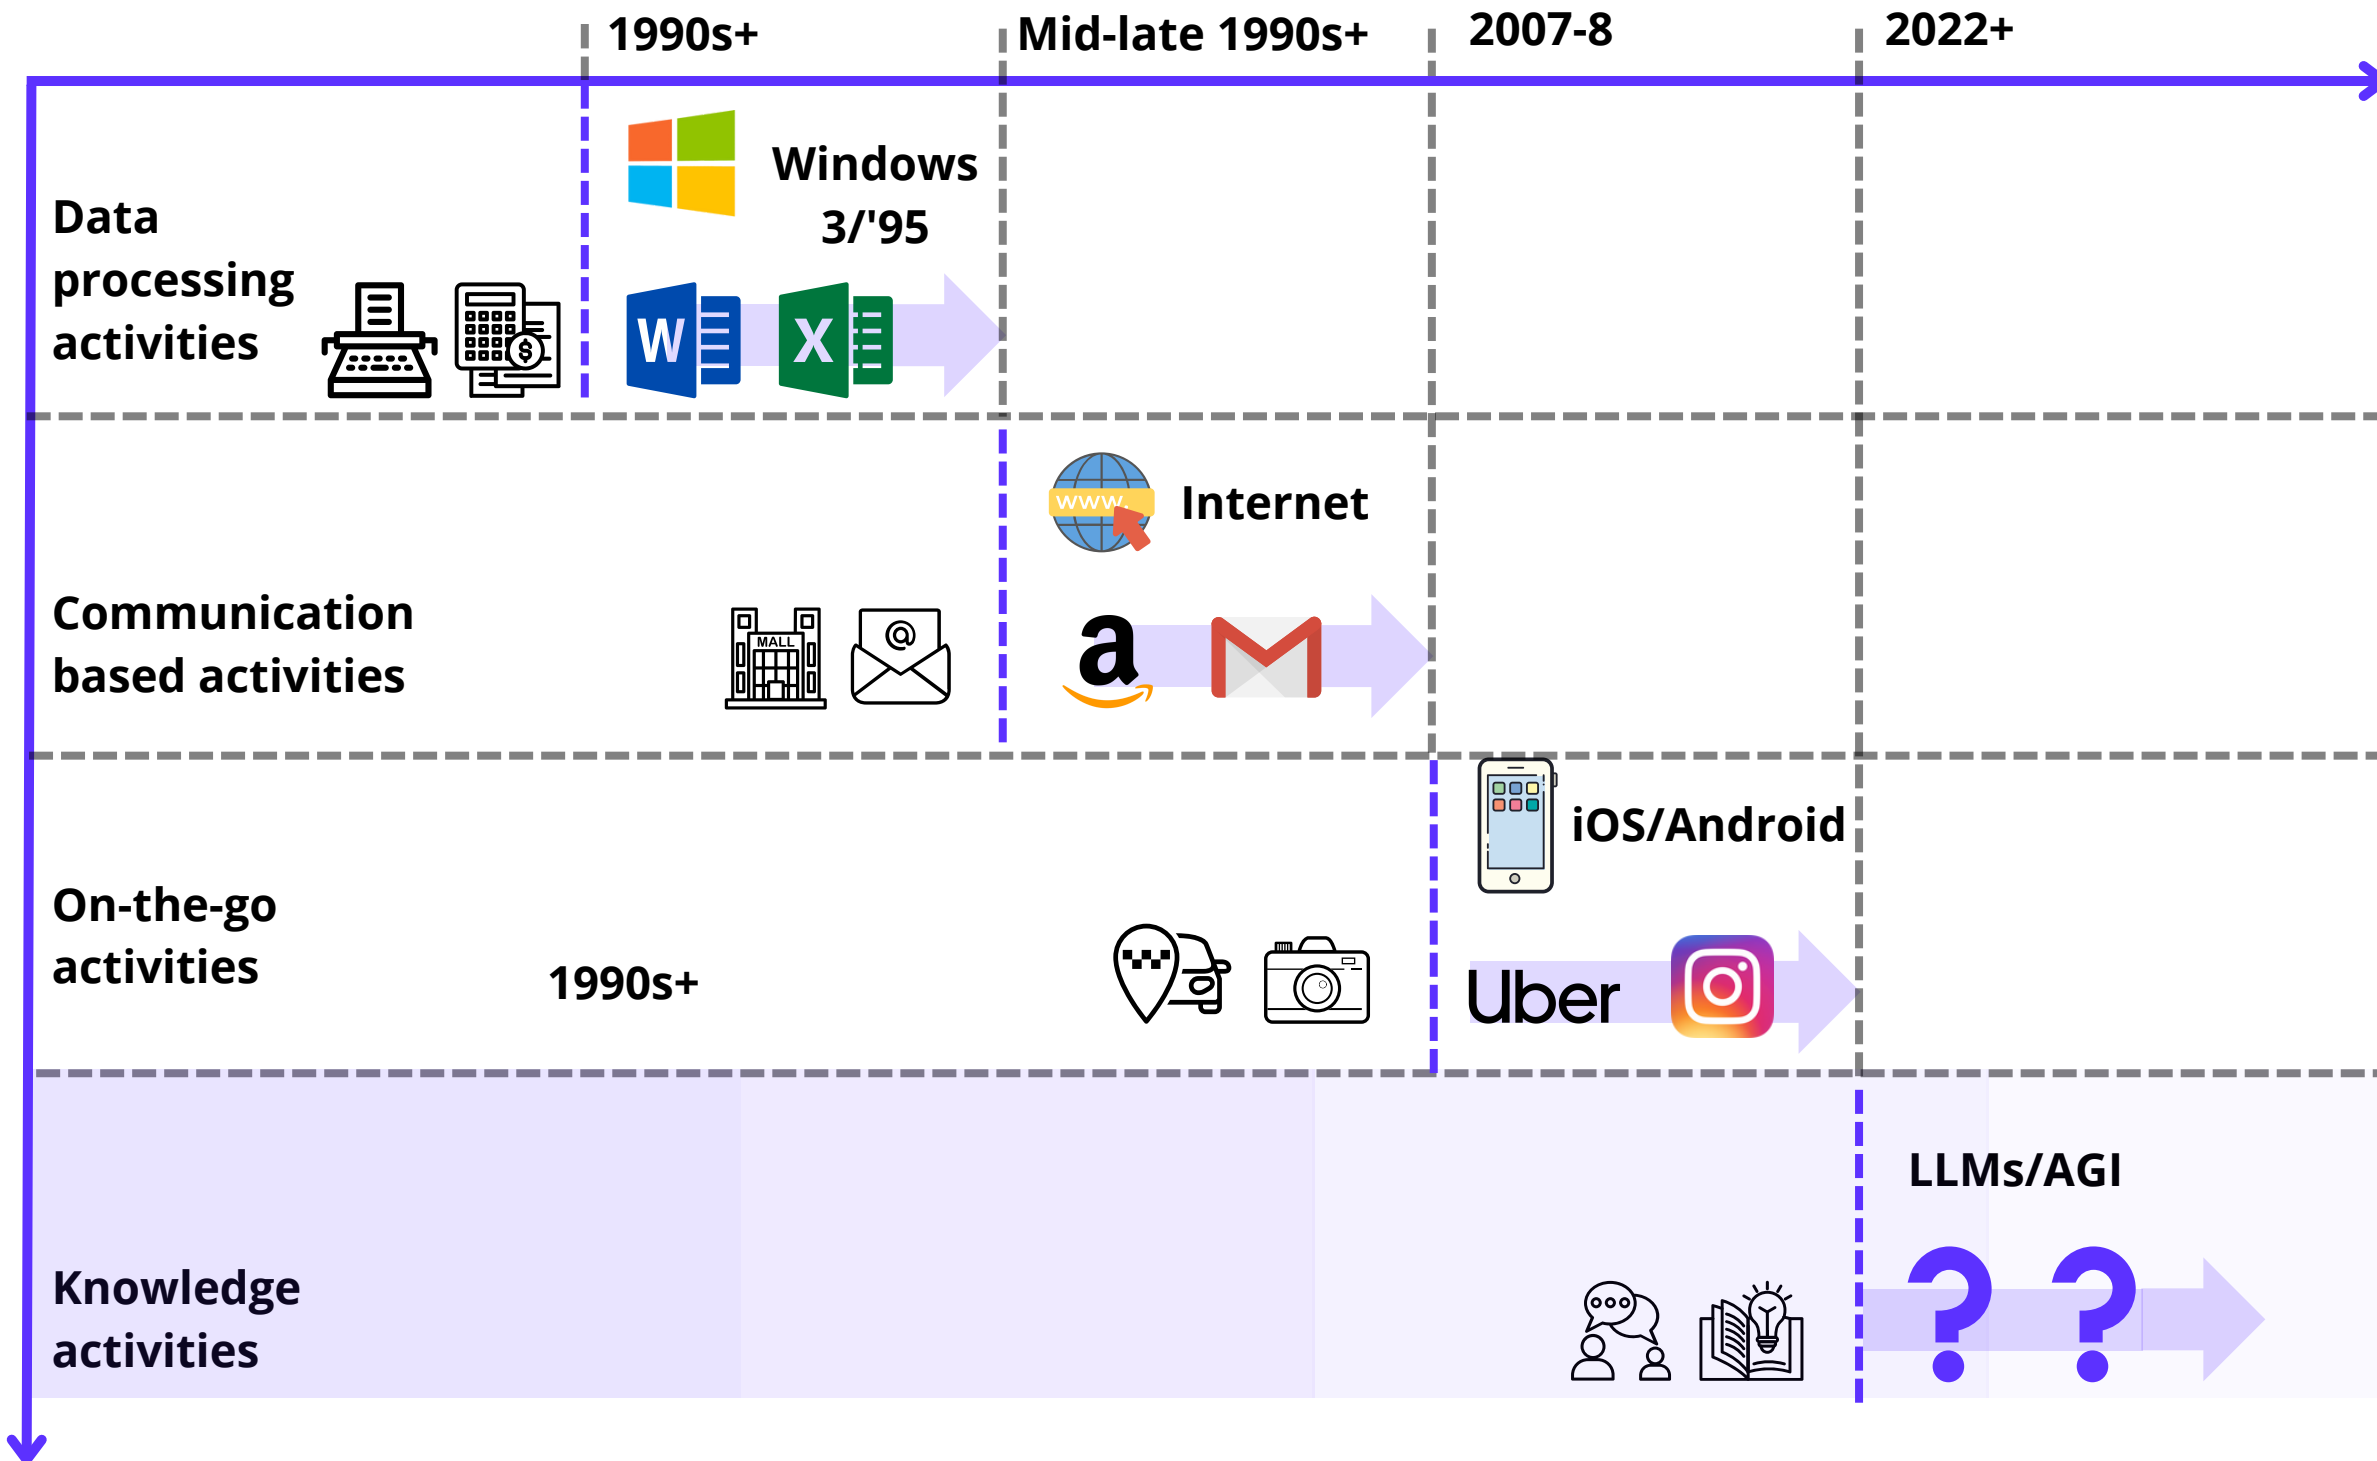 1990s+
Mid-late 1990s+
2007-8
2022+
Windows
3/'95
Data
processing
activities
$
W
X
www.
Internet
Communication
based activities
MALL
@
a
M
iOS/Android
On-the-go
activities
1990s+
Uber
LLMs/AGI
Knowledge
activities
? ?